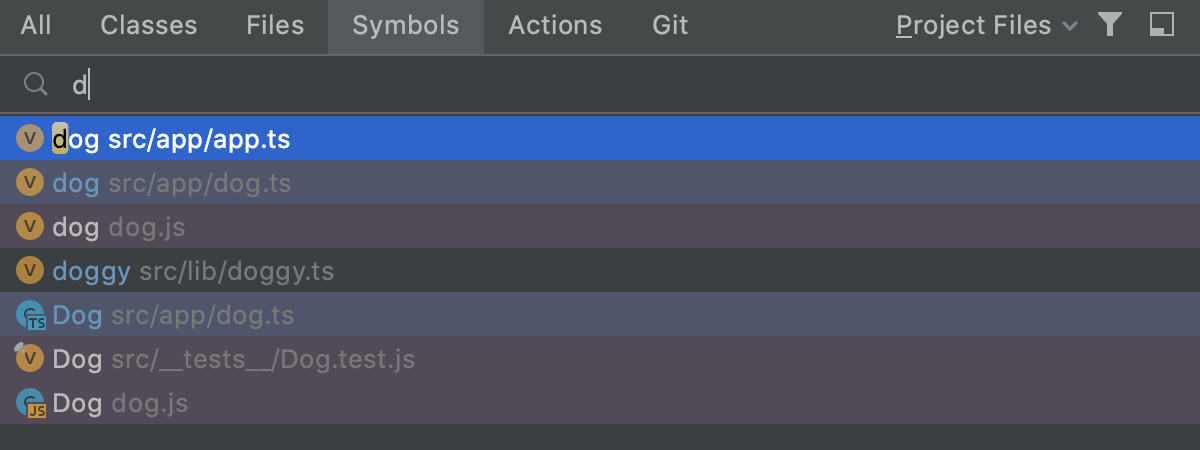 All Classes Files Symbols Actions Git Project Files
d
V dog src/app/app.ts
V dog src/app/dog.ts
V dog dog.js
V doggy src/lib/doggy.ts
C TS Dog src/app/dog.ts
V Dog src/__tests__/Dog.test.js
C JS Dog dog.js